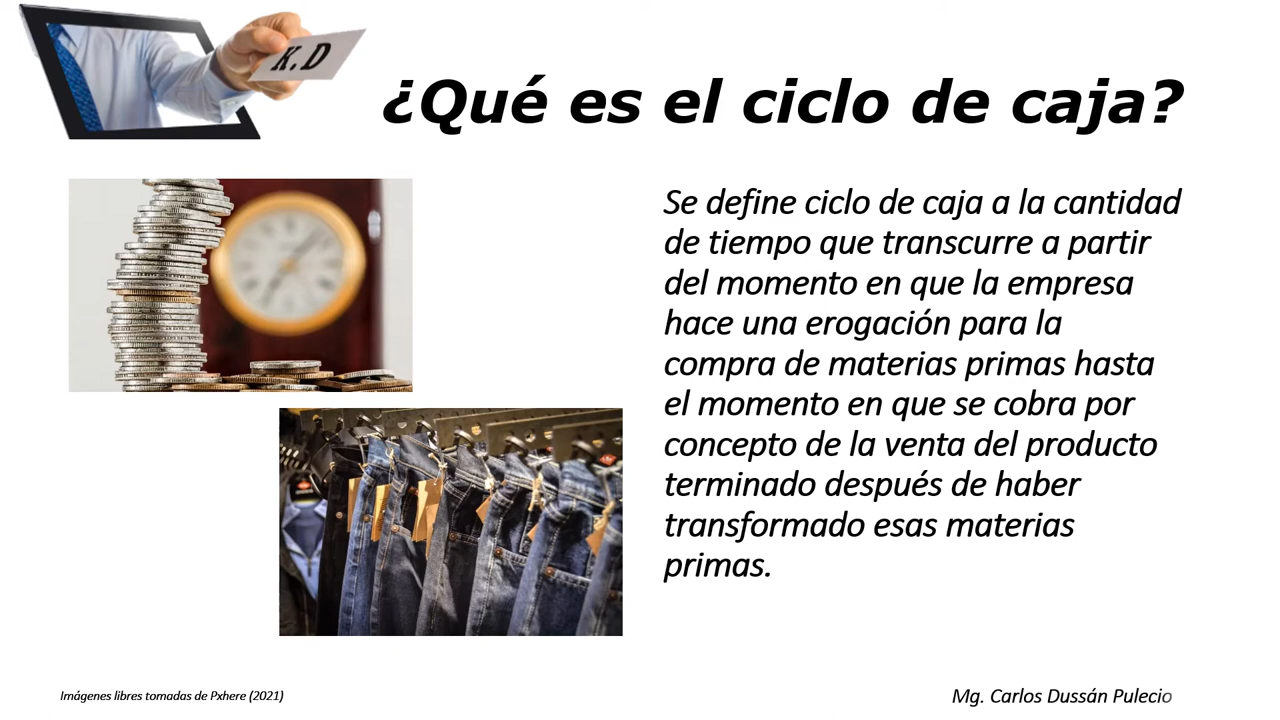 K.D
¿Qué es el ciclo de caja?
Se define ciclo de caja a la cantidad
de tiempo que transcurre a partir
del momento en que la empresa
hace una erogación para la
compra de materias primas hasta
el momento en que se cobra por
concepto de la venta del producto
terminado después de haber
transformado esas materias
primas.
Imágenes libres tomadas de Pxhere (2021)
Mg. Carlos Dussán Pulecio